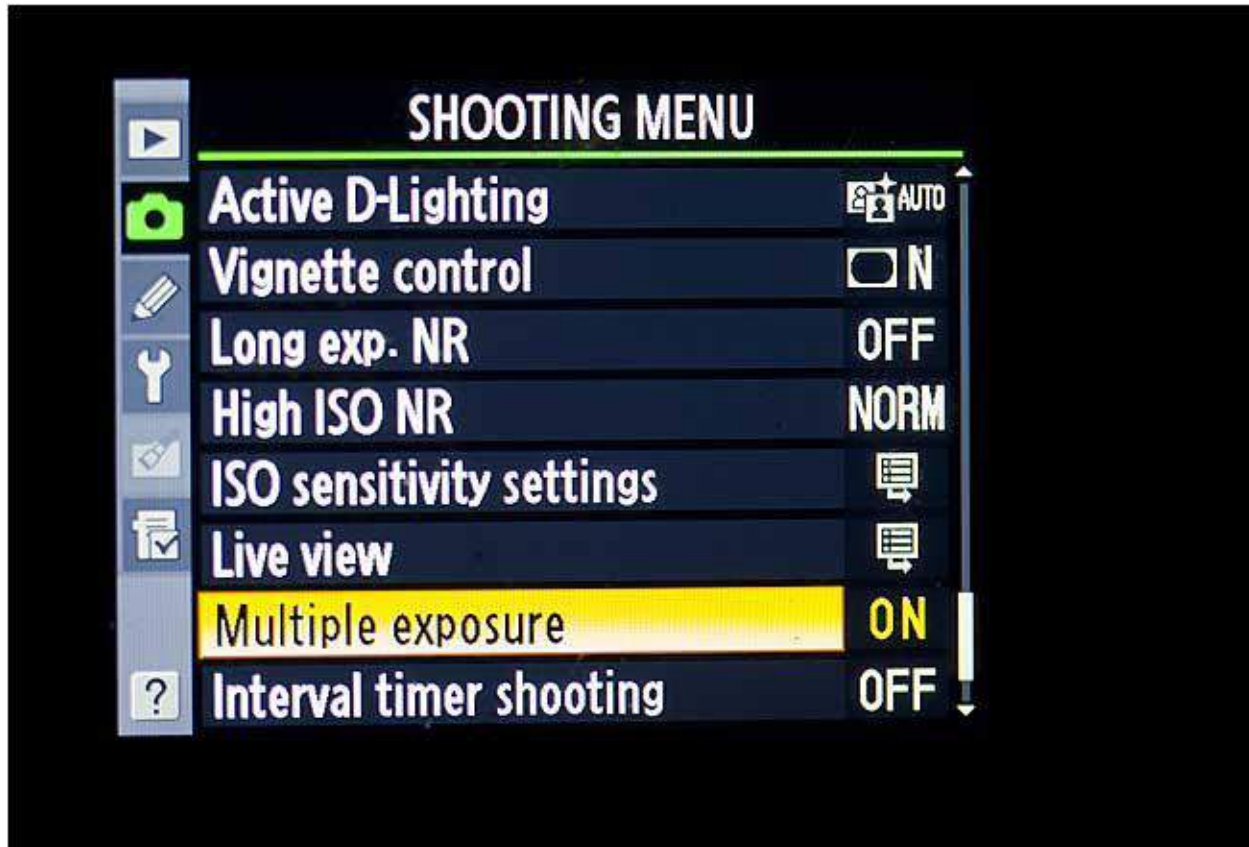 SHOOTING MENU
Active D-Lighting AUTO
Vignette control N
Long exp. NR OFF
High ISO NR NORM
ISO sensitivity settings
Live view
Multiple exposure ON
Interval timer shooting OFF
?